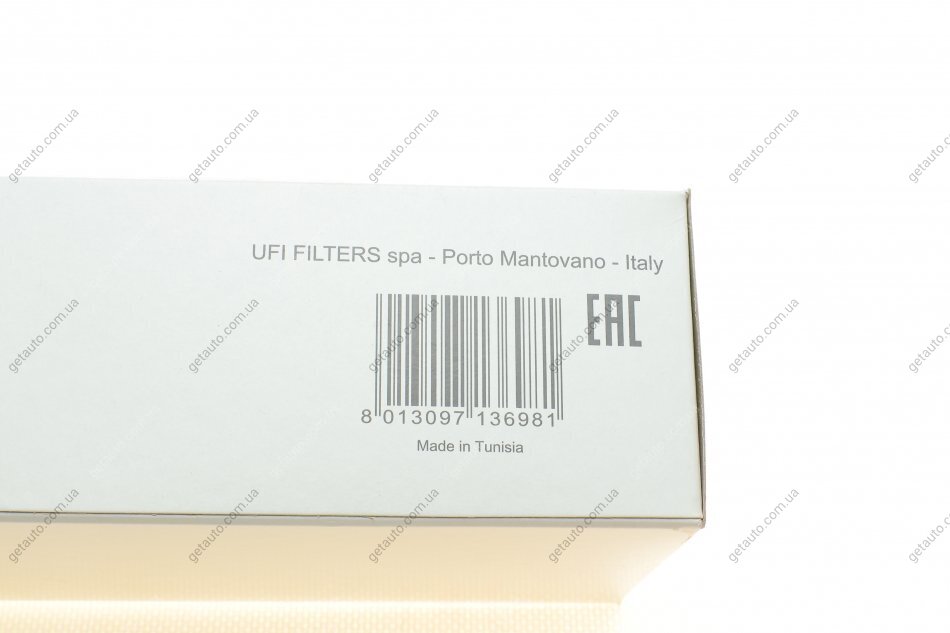 UFI FILTERS spa - Porto Mantovano - Italy
EAC
8 013097 136981
Made in Tunisia
getauto.com.ua